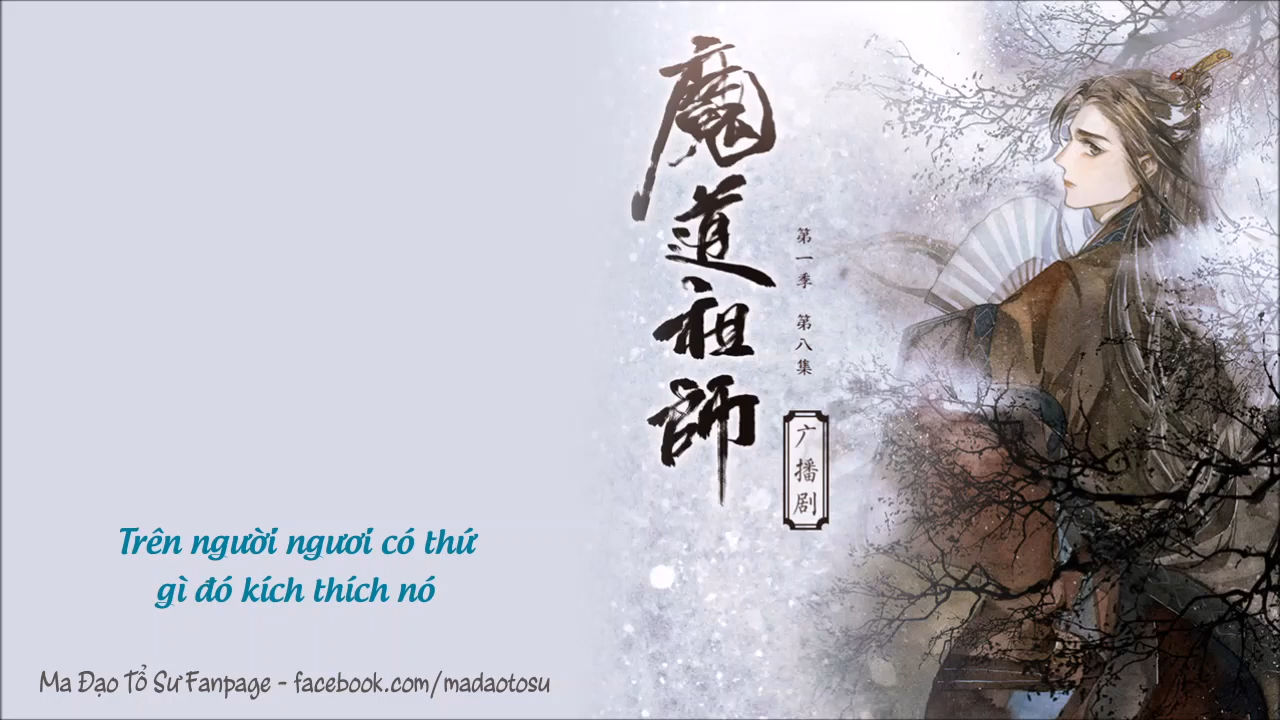 魔道祖師
第一季 第八集
广播剧
Trên người ngươi có thứ
gì đó kích thích nó
Ma Đạo Tổ Sư Fanpage - facebook.com/madaotosu